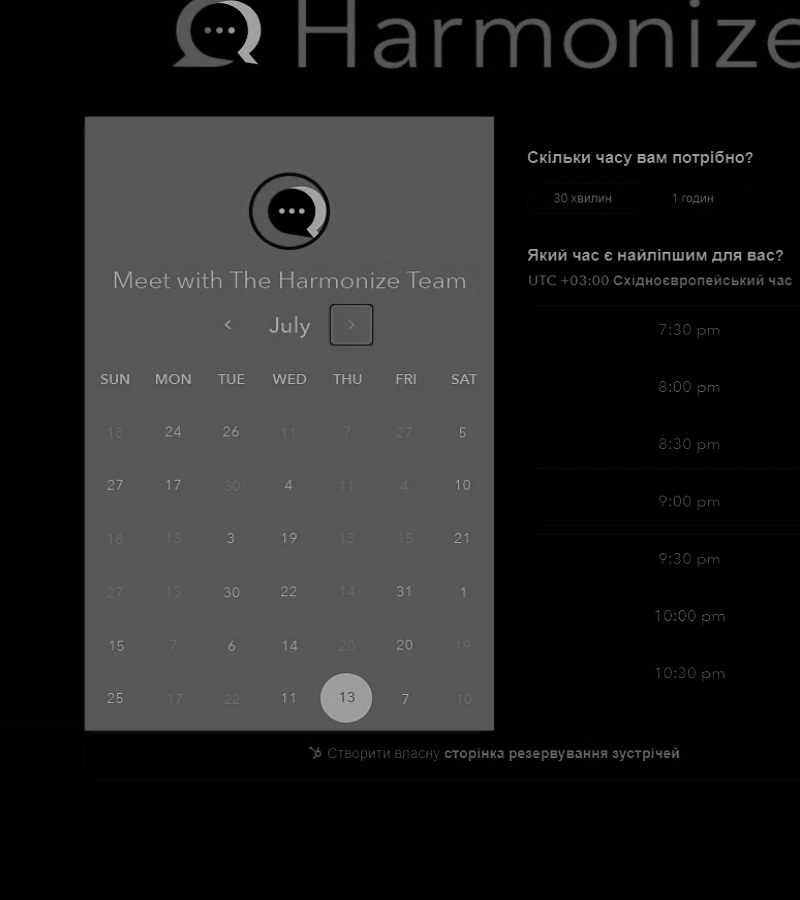 Harmonize
Meet with The Harmonize Team
July
SUN MON TUE WED THU FRI SAT
18 24 26 11 7 27 5
27 17 30 4 11 4 10
18 13 3 19 13 15 21
27 13 30 22 14 31 1
15 7 6 14 20 20 19
25 17 22 11 13 7 10
Скільки часу вам потрібно?
30 хвилин 1 годин
Який час є найліпшим для вас?
UTC +03:00 Східноєвропейський час
7:30 pm
8:00 pm
8:30 pm
9:00 pm
9:30 pm
10:00 pm
10:30 pm
Створити власну сторінка резервування зустрічей